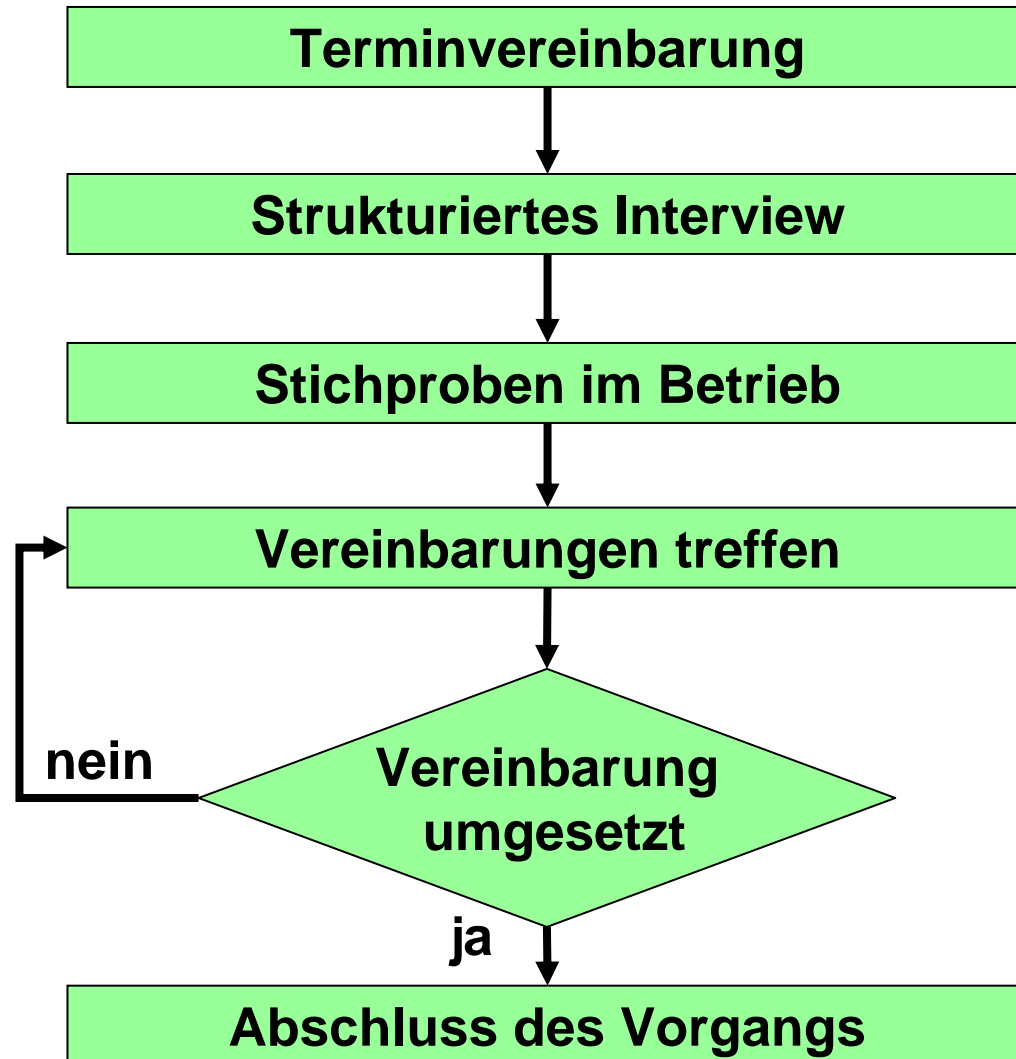 Terminvereinbarung
Strukturiertes Interview
Stichproben im Betrieb
Vereinbarungen treffen
nein
Vereinbarung
umgesetzt
ja
Abschluss des Vorgangs